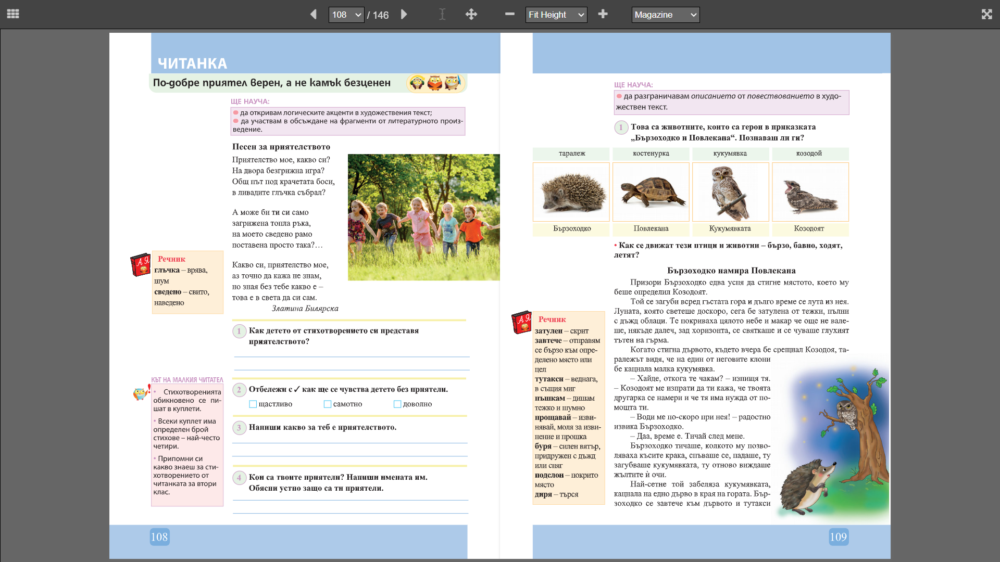 108 / 146
Fit Height
Magazine
ЧИТАНКА
По-добре приятел верен, а не камък безценен
ЩЕ НАУЧА:
да откривам логическите акценти в художествения текст;
да участвам в обсъждане на фрагменти от литературното произ-
ведение.
Песен за приятелството
Приятелство мое, какво си?
На двора безгрижна игра?
Общ път под крачетата боси,
в ливадите глъчка събрал?
А може би ти си само
загрижена топла ръка,
на моето сведено рамо
поставена просто така?…
Какво си, приятелство мое,
аз точно да кажа не знам,
но зная без тебе какво е –
това е в света да си сам.
Златина Билярска
А Я
Речник
глъчка – врява,
шум
сведено – свито,
наведено
1 Как детето от стихотворението си представя
приятелството?
КЪТ НА МАЛКИЯ ЧИТАТЕЛ
• Стихотворенията
обикновено се пи-
шат в куплети.
• Всеки куплет има
определен брой
стихове – най-често
четири.
• Припомни си
какво знаеш за сти-
хотворението от
читанката за втори
клас.
2 Отбележи с ✓ как ще се чувства детето без приятели.
щастливо самотно доволно
3 Напиши какво за теб е приятелството.
4 Кои са твоите приятели? Напиши имената им.
Обясни устно защо са ти приятели.
108
ЩЕ НАУЧА:
да разграничавам описанието от повествованието в худо-
жествен текст.
1 Това са животните, които са герои в приказката
„Бързоходко и Повлекана“. Познаваш ли ги?
таралеж костенурка кукумявка козодой
Бързоходко Повлекана Кукумявката Козодоят
• Как се движат тези птици и животни – бързо, бавно, ходят,
летят?
Бързоходко намира Повлекана
Призори Бързоходко едва успя да стигне мястото, което му
беше определил Козодоят.
Той се загуби всред гъстата гора и дълго време се лута из нея.
Луната, която светеше доскоро, сега бе затулена от тежки, пълни
с дъжд облаци. Те покриваха цялото небе и макар че още не вале-
ше, някъде далеч, зад хоризонта, се святкаше и се чуваше глухият
тътен на гърма.
Когато стигна дървото, където вчера бе срещнал Козодоя, та-
ралежът видя, че на един от неговите клони
бе кацнала малка кукумявка.
– Хайде, откога те чакам? – изпищя тя.
– Козодоят ме изпрати да ти кажа, че твоята
другарка се намери и че тя има нужда от по-
мощта ти.
– Води ме по-скоро при нея! – радостно
извика Бързоходко.
– Даа, време е. Тичай след мене.
Бързоходко тичаше, колкото му позво-
ляваха късите крака, спъваше се, падаше, ту
загубваше кукумявката, ту отново виждаше
жълтите ѝ очи.
Най-сетне той забеляза кукумявката,
кацнала на едно дърво в края на гората. Бър-
зоходко се завтече към дървото и тутакси
А Я
Речник
затулен – скрит
завтече – отправям
се бързо към опре-
делено място или
цел
тутакси – веднага,
в същия миг
пъшкам – дишам
тежко и шумно
прощавай – изви-
нявай, моля за изви-
нение и прошка
буря – силен вятър,
придружен с дъжд
или сняг
подслон – покрито
място
диря – търся
109